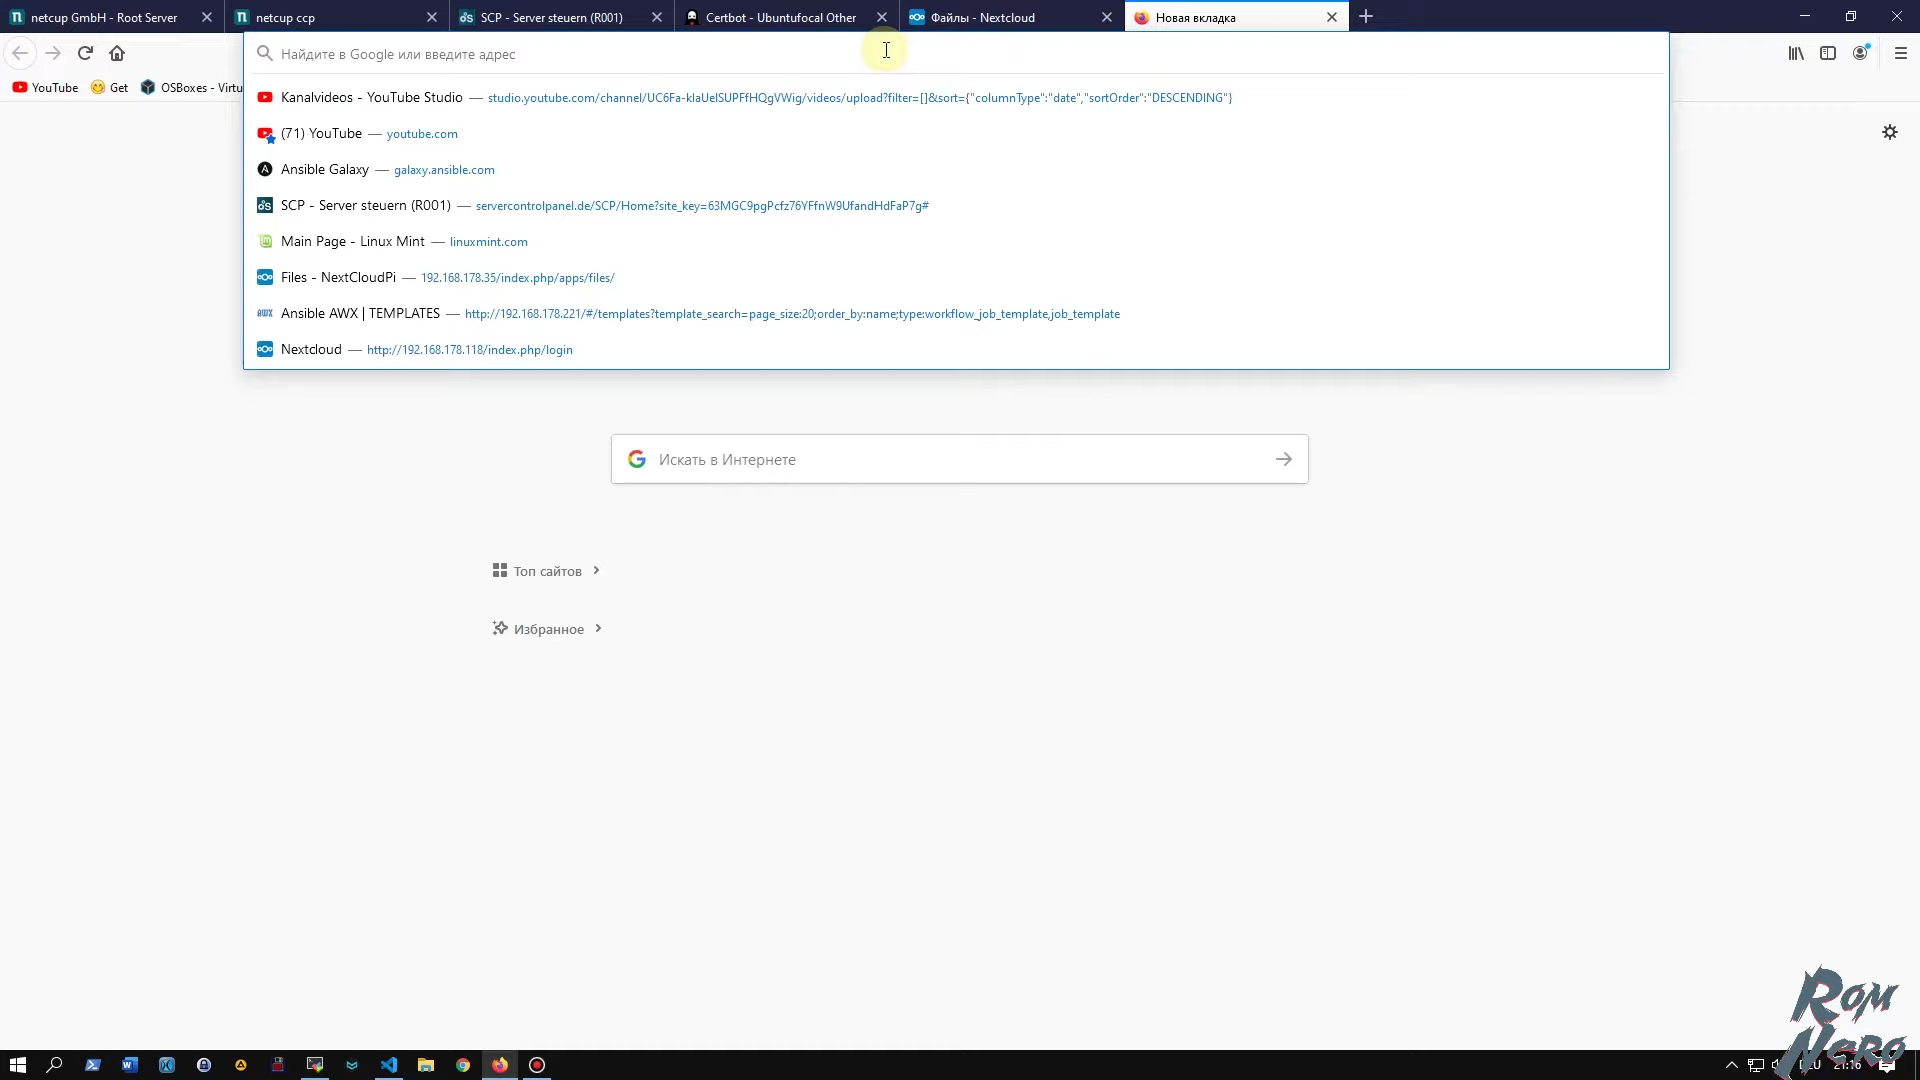 netcup GmbH - Root Server
netcup ccp
SCP - Server steuern (R001)
Certbot - Ubuntufocal Other
Файлы - Nextcloud
Новая вкладка
Найдите в Google или введите адрес
YouTube
Get
OSBoxes - Virtu
Kanalvideos - YouTube Studio — studio.youtube.com/channel/UC6Fa-klaUelSUPFfHQgVWig/videos/upload?filter=[]&sort={"columnType":"date","sortOrder":"DESCENDING"}
(71) YouTube — youtube.com
Ansible Galaxy — galaxy.ansible.com
SCP - Server steuern (R001) — servercontrolpanel.de/SCP/Home?site_key=63MGC9pgPcfz76YFfnW9UfandHdFaP7g#
Main Page - Linux Mint — linuxmint.com
Files - NextCloudPi — 192.168.178.35/index.php/apps/files/
AWX Ansible AWX | TEMPLATES — http://192.168.178.221/#/templates?template_search=page_size:20;order_by:name;type:workflow_job_template,job_template
Nextcloud — http://192.168.178.118/index.php/login
Искать в Интернете
Топ сайтов
Избранное
Rom
Nero
21:16